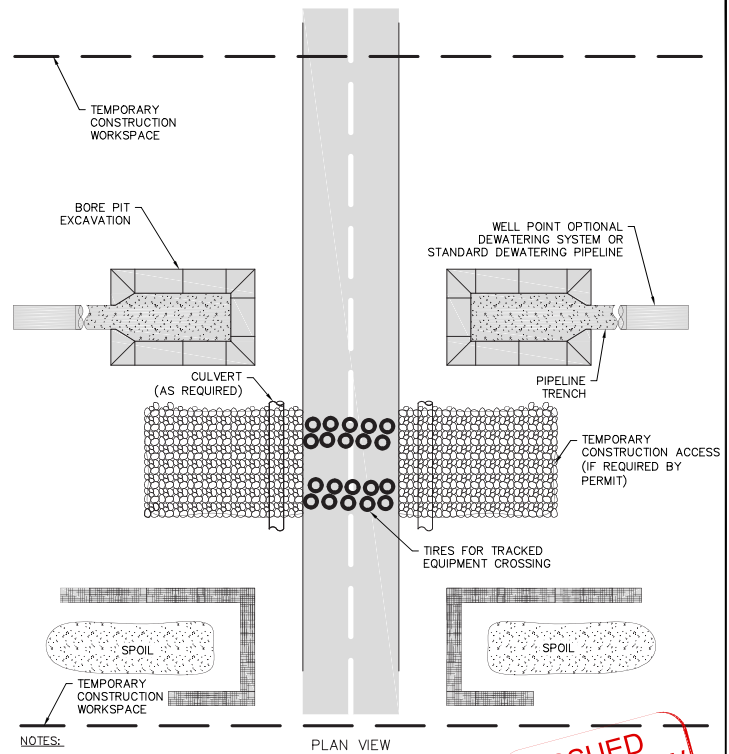 TEMPORARY
CONSTRUCTION
WORKSPACE
BORE PIT
EXCAVATION
WELL POINT OPTIONAL
DEWATERING SYSTEM OR
STANDARD DEWATERING PIPELINE
CULVERT
(AS REQUIRED)
PIPELINE
TRENCH
TEMPORARY
CONSTRUCTION ACCESS
(IF REQUIRED BY
PERMIT)
TIRES FOR TRACKED
EQUIPMENT CROSSING
SPOIL
SPOIL
TEMPORARY
CONSTRUCTION
WORKSPACE
NOTES:
PLAN VIEW